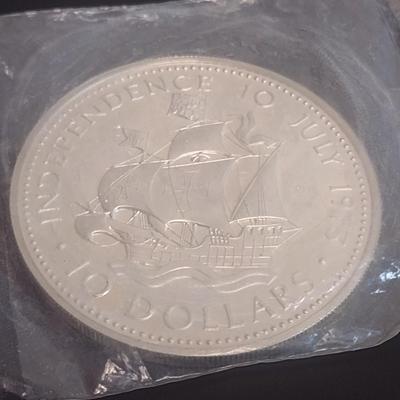 · INDEPENDENCE 10 JULY 1973 ·
10 DOLLARS